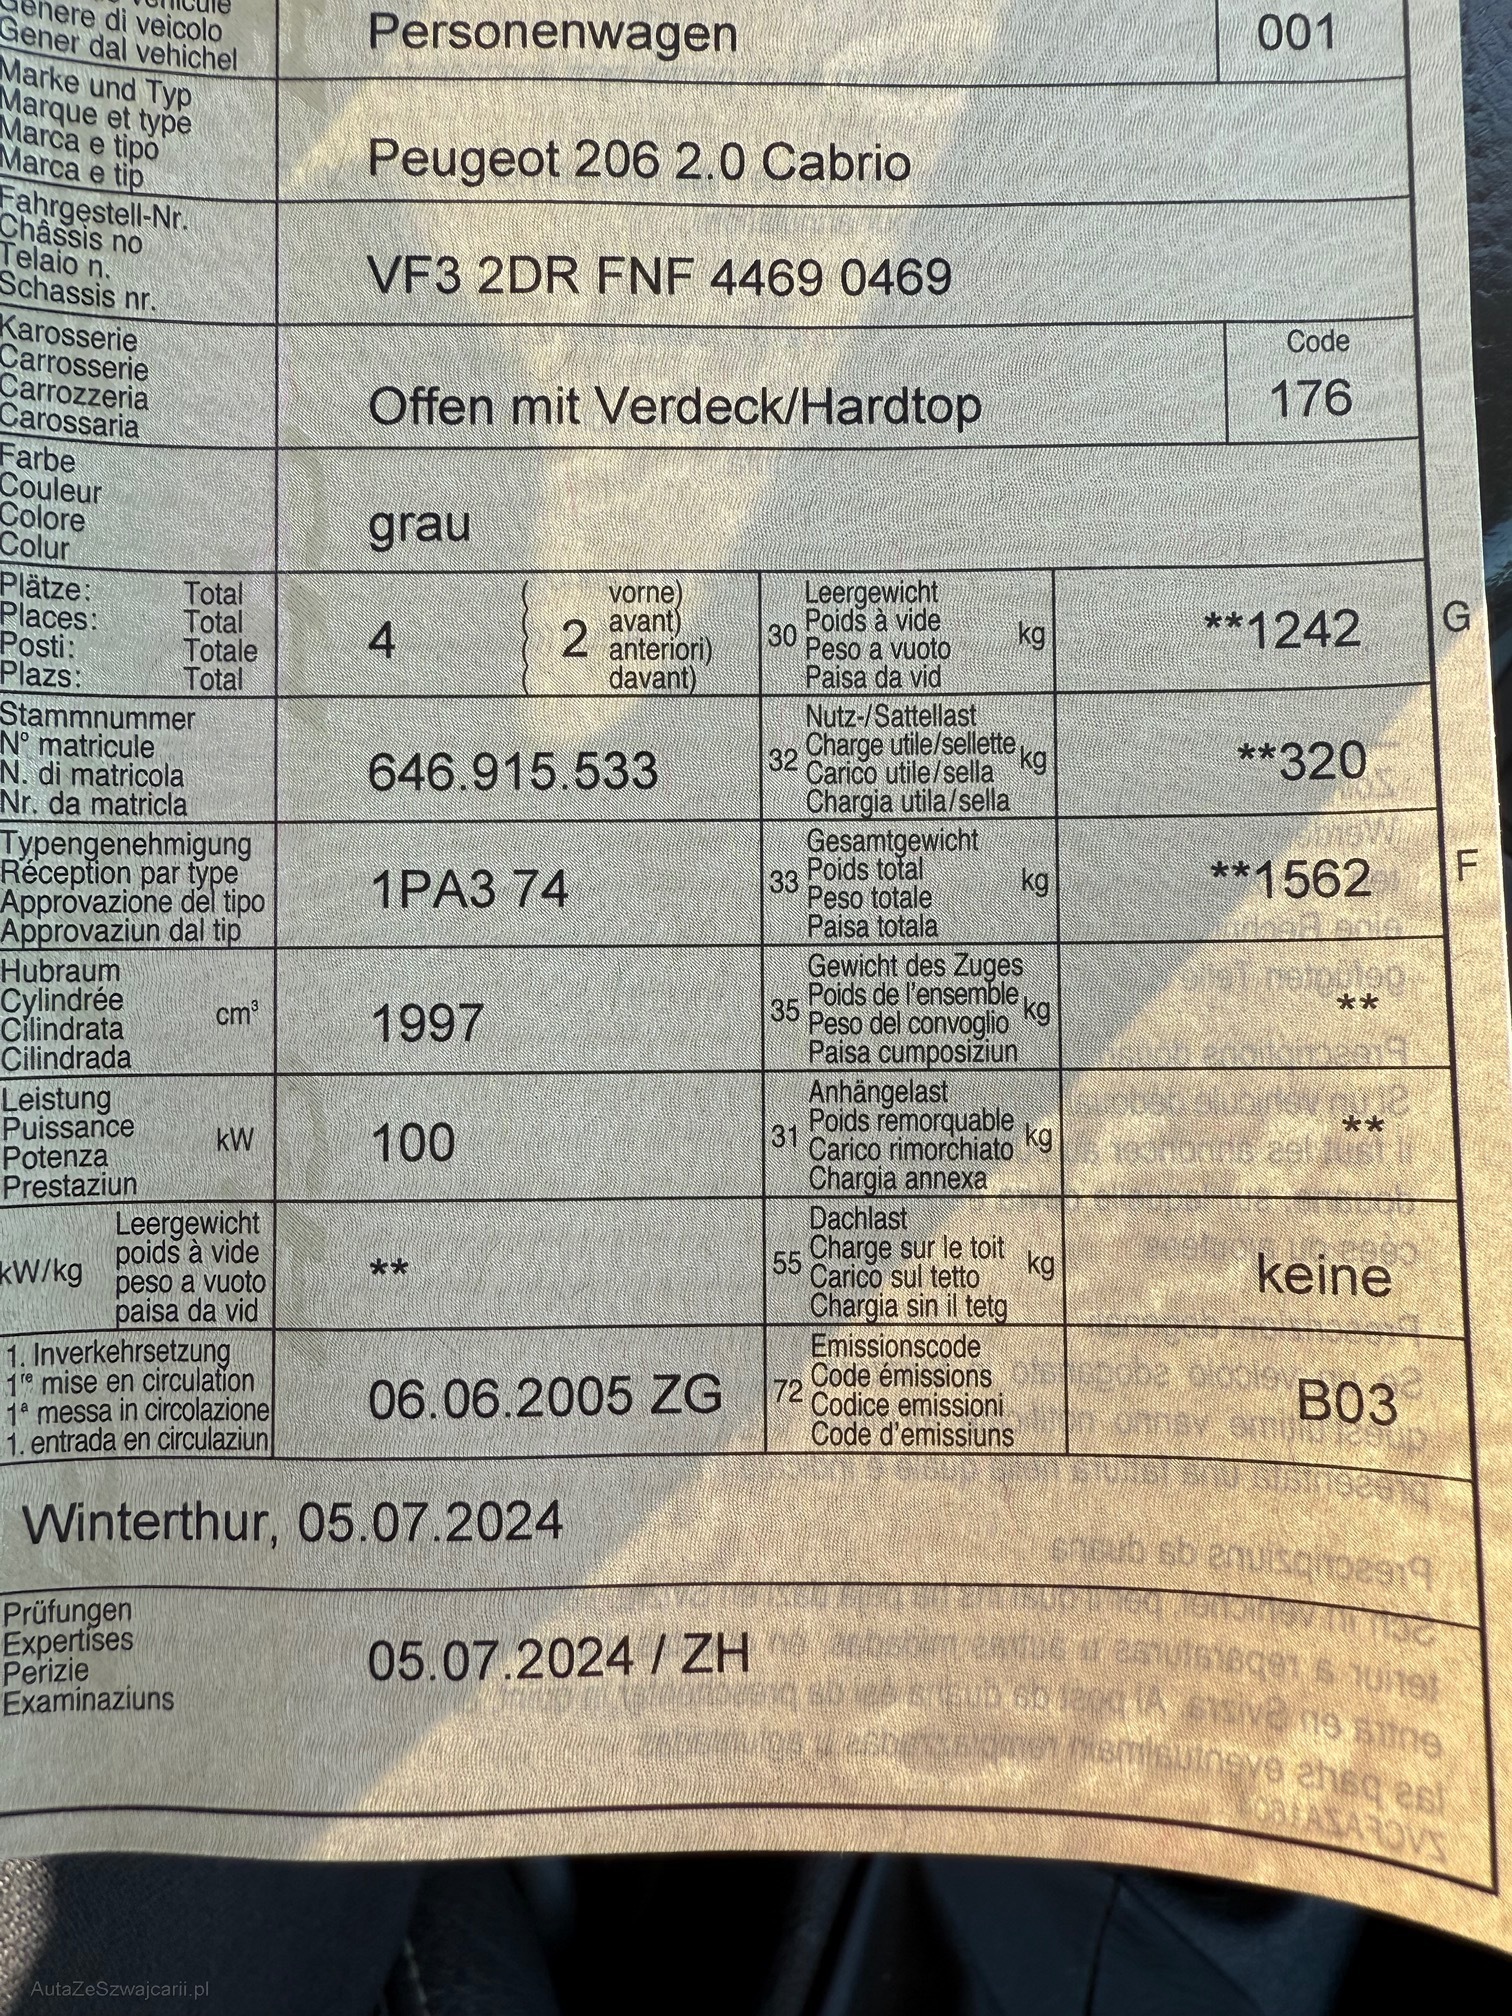 Genere di veicolo
Gener dal vehichel
Personenwagen
001
Marke und Typ
Marque et type
Marca e tipo
Marca e tip
Peugeot 206 2.0 Cabrio
Fahrgestell-Nr.
Châssis no
Telaio n.
Schassis nr.
VF3 2DR FNF 4469 0469
Karosserie
Carrosserie
Carrozzeria
Carossaria
Offen mit Verdeck/Hardtop
Code
176
Farbe
Couleur
Colore
Colur
grau
Plätze: Total
Places: Total
Posti: Totale
Plazs: Total
4 ( 2 vorne)
avant)
anteriori)
davant)
30 Leergewicht
Poids à vide
Peso a vuoto
Paisa da vid
kg
**1242
G
Stammnummer
N° matricule
N. di matricola
Nr. da matricla
646.915.533
32 Nutz-/Sattellast
Charge utile/sellette
Carico utile/sella
Chargia utila/sella
kg
**320
Typengenehmigung
Réception par type
Approvazione del tipo
Approvaziun dal tip
1PA3 74
33 Gesamtgewicht
Poids total
Peso totale
Paisa totala
kg
**1562
F
Hubraum
Cylindrée
Cilindrata
Cilindrada
cm³
1997
35 Gewicht des Zuges
Poids de l'ensemble
Peso del convoglio
Paisa cumposiziun
kg
**
Leistung
Puissance
Potenza
Prestaziun
kW
100
31 Anhängelast
Poids remorquable
Carico rimorchiato
Chargia annexa
kg
**
kW/kg
Leergewicht
poids à vide
peso a vuoto
paisa da vid
**
55 Dachlast
Charge sur le toit
Carico sul tetto
Chargia sin il tetg
kg
keine
1. Inverkehrsetzung
1re mise en circulation
1a messa in circolazione
1. entrada en circulaziun
06.06.2005 ZG
72 Emissionscode
Code émissions
Codice emissioni
Code d'emissiuns
B03
Winterthur, 05.07.2024
Prüfungen
Expertises
Perizie
Examinaziuns
05.07.2024 / ZH
AutaZeSzwajcarii.pl